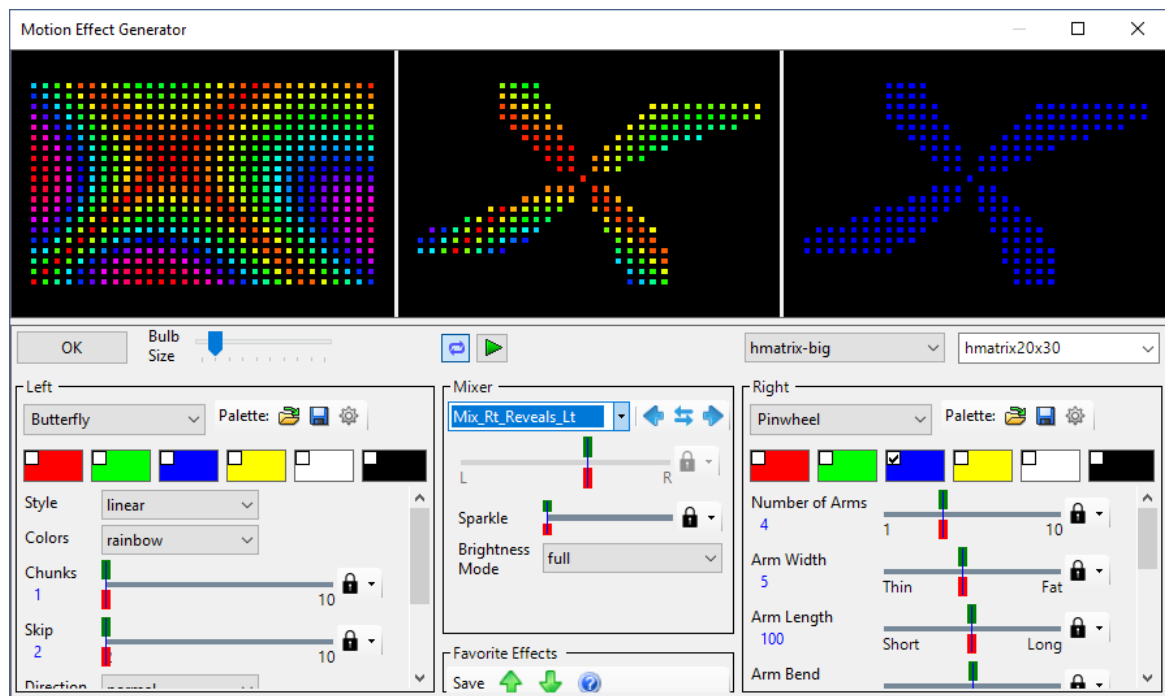 Motion Effect Generator
OK
Bulb
Size
hmatrix-big
hmatrix20x30
Left
Butterfly
Palette:
Style
linear
Colors
rainbow
Chunks
1
10
Skip
2
10
Direction
normal
Mixer
Mix_Rt_Reveals_Lt
L
R
Sparkle
Brightness
Mode
full
Favorite Effects
Save
Right
Pinwheel
Palette:
Number of Arms
4
1
10
Arm Width
5
Thin
Fat
Arm Length
100
Short
Long
Arm Bend